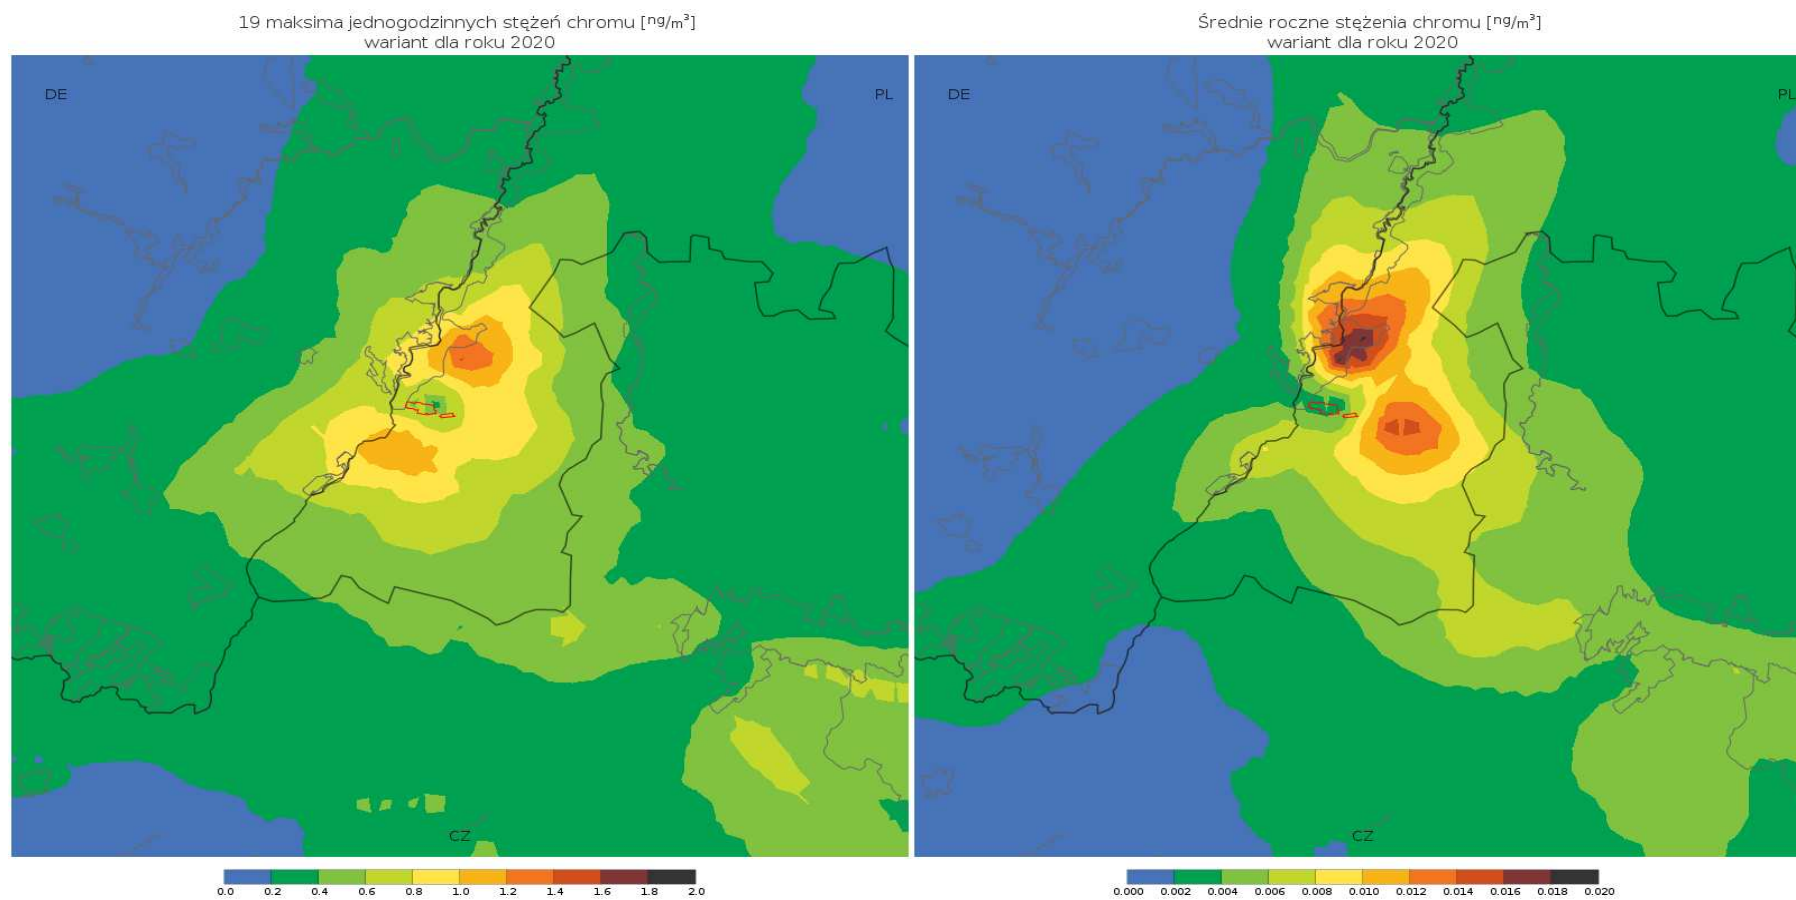 19 maksima jednogodzinnych stężeń chromu [ng/m³]
wariant dla roku 2020
DE
PL
CZ
0.0 0.2 0.4 0.6 0.8 1.0 1.2 1.4 1.6 1.8 2.0
Średnie roczne stężenia chromu [ng/m³]
wariant dla roku 2020
DE
PL
CZ
0.000 0.002 0.004 0.006 0.008 0.010 0.012 0.014 0.016 0.018 0.020